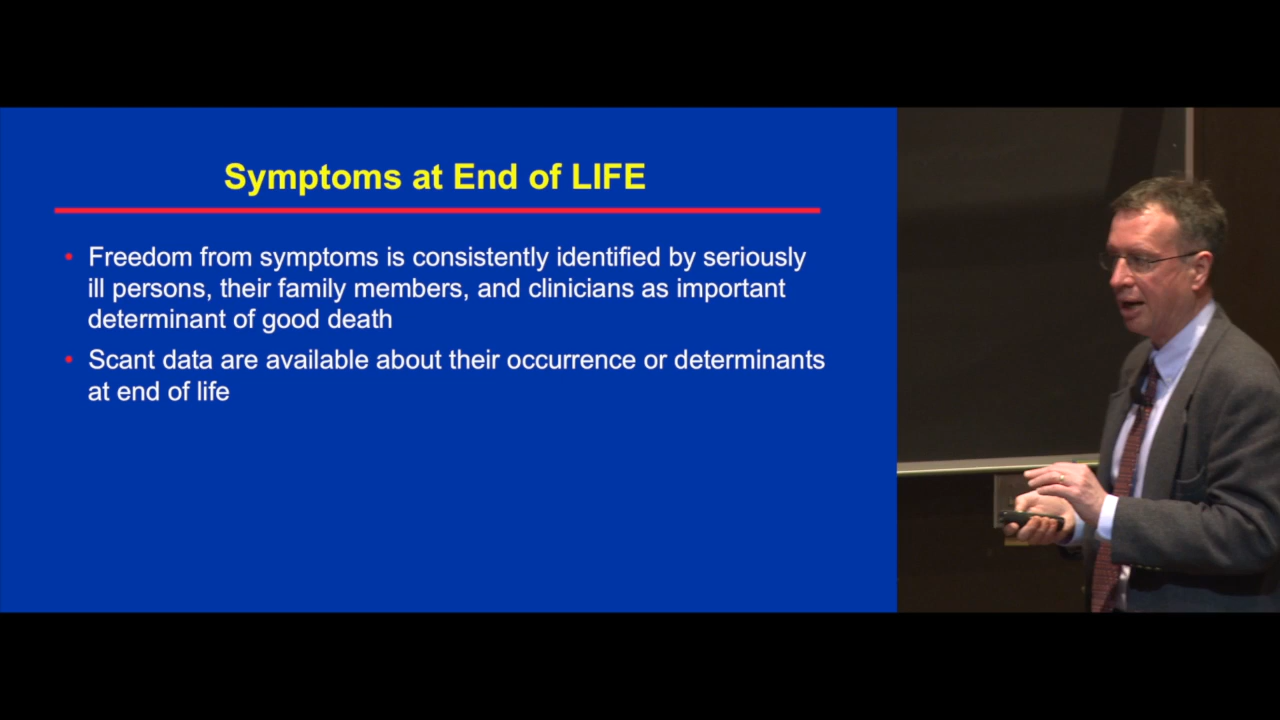 Symptoms at End of LIFE
• Freedom from symptoms is consistently identified by seriously
ill persons, their family members, and clinicians as important
determinant of good death
• Scant data are available about their occurrence or determinants
at end of life